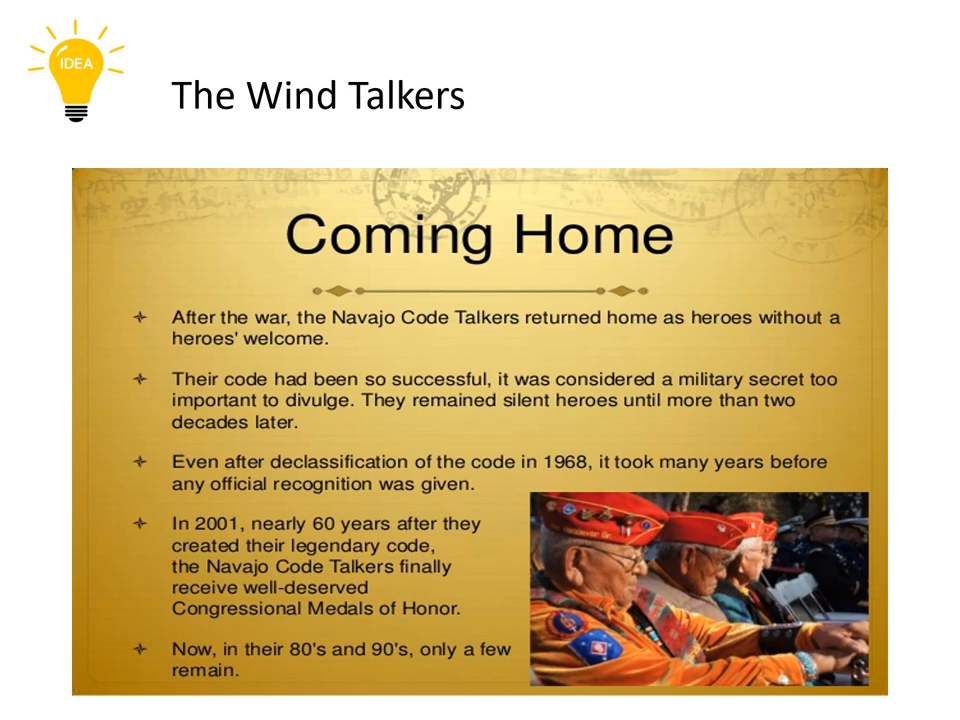 IDEA
The Wind Talkers
PAR AVION
Coming Home
After the war, the Navajo Code Talkers returned home as heroes without a
heroes' welcome.
Their code had been so successful, it was considered a military secret too
important to divulge. They remained silent heroes until more than two
decades later.
Even after declassification of the code in 1968, it took many years before
any official recognition was given.
In 2001, nearly 60 years after they
created their legendary code,
the Navajo Code Talkers finally
receive well-deserved
Congressional Medals of Honor.
Now, in their 80's and 90's, only a few
remain.